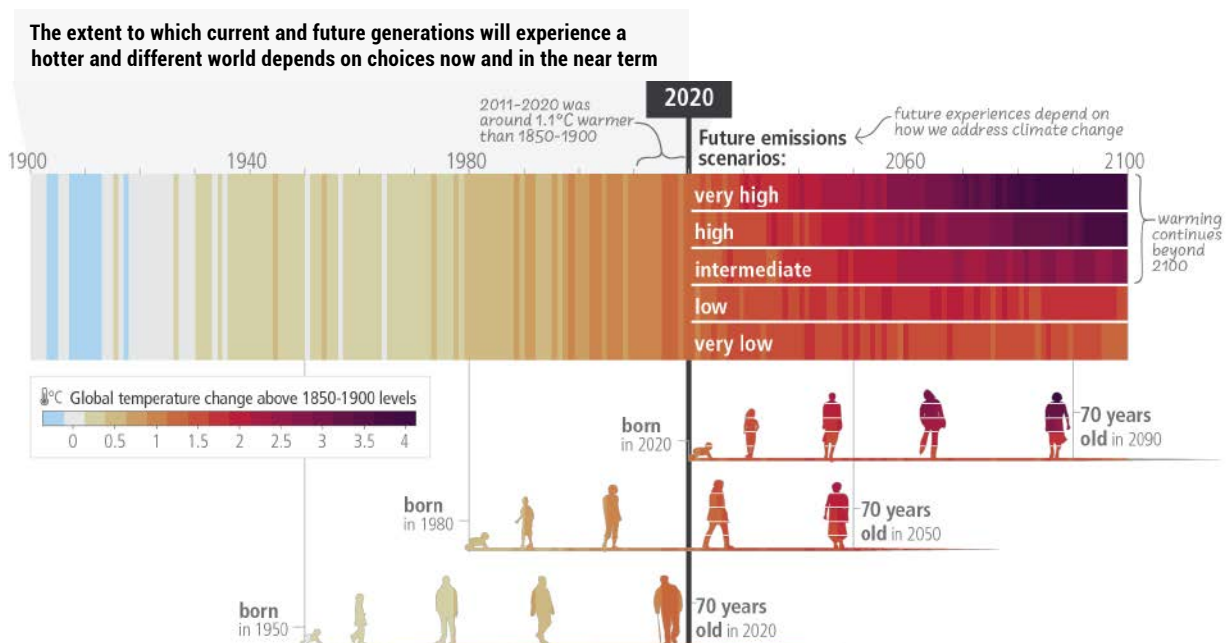 The extent to which current and future generations will experience a
hotter and different world depends on choices now and in the near term
2011-2020 was
around 1.1°C warmer
than 1850-1900
2020
future experiences depend on
how we address climate change
Future emissions
scenarios:
1900
1940
1980
2060
2100
very high
high
intermediate
low
very low
warming
continues
beyond
2100
°C Global temperature change above 1850-1900 levels
0 0.5 1 1.5 2 2.5 3 3.5 4
born
in 2020
70 years
old in 2090
born
in 1980
70 years
old in 2050
born
in 1950
70 years
old in 2020